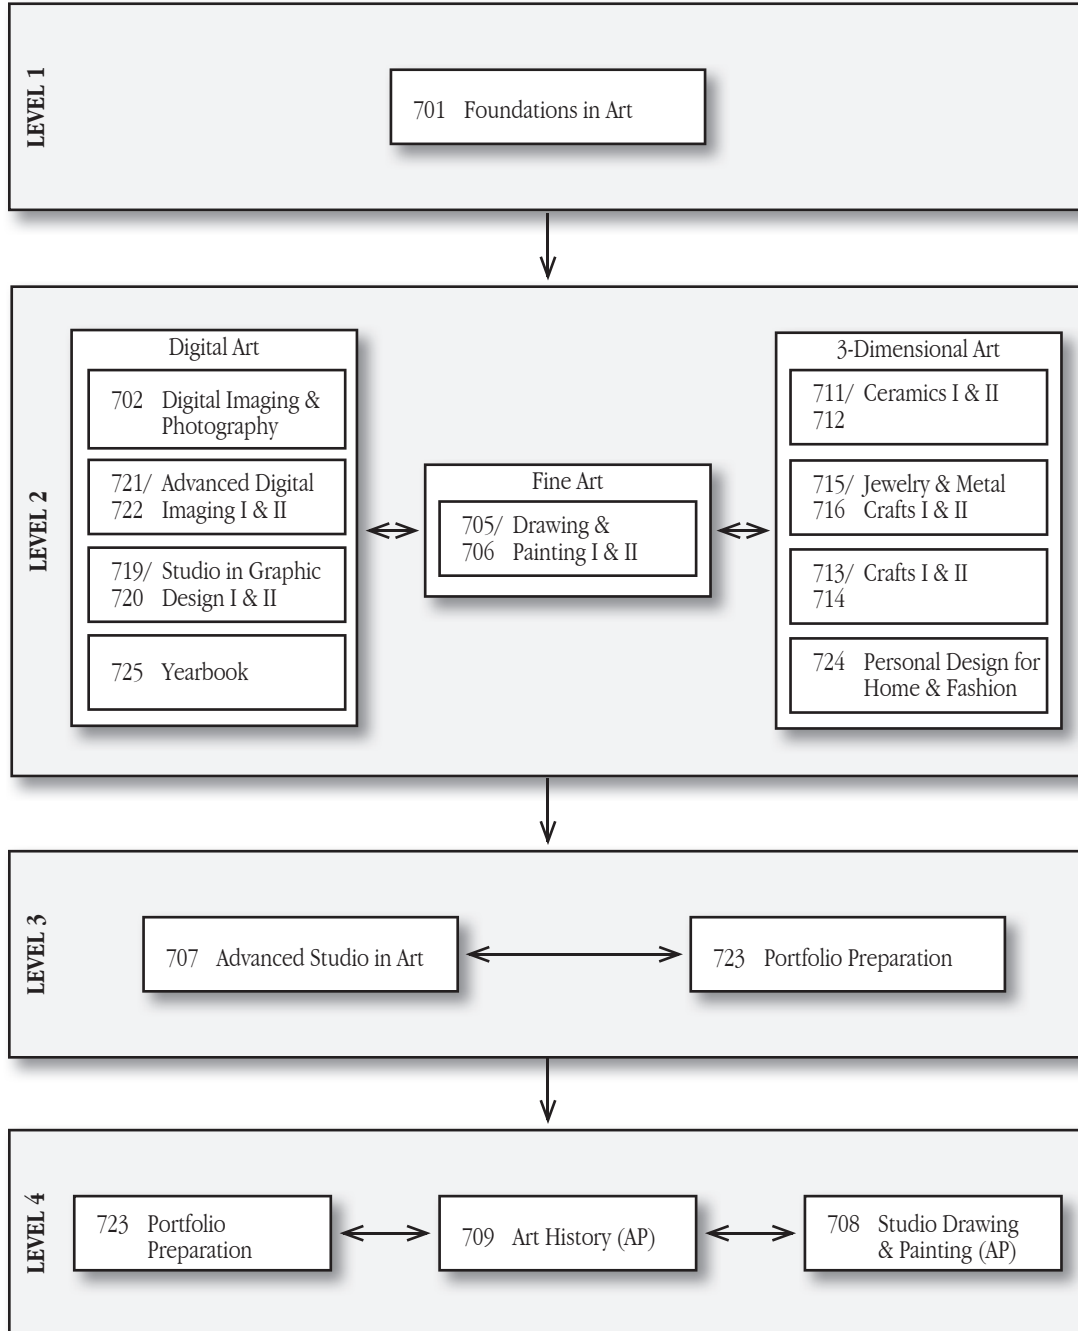 LEVEL 1
701 Foundations in Art
LEVEL 2
Digital Art
702 Digital Imaging &
Photography
721/ Advanced Digital
722 Imaging I & II
719/ Studio in Graphic
720 Design I & II
725 Yearbook
Fine Art
705/ Drawing &
706 Painting I & II
3-Dimensional Art
711/ Ceramics I & II
712
715/ Jewelry & Metal
716 Crafts I & II
713/ Crafts I & II
714
724 Personal Design for
Home & Fashion
LEVEL 3
707 Advanced Studio in Art
723 Portfolio Preparation
LEVEL 4
723 Portfolio
Preparation
709 Art History (AP)
708 Studio Drawing
& Painting (AP)